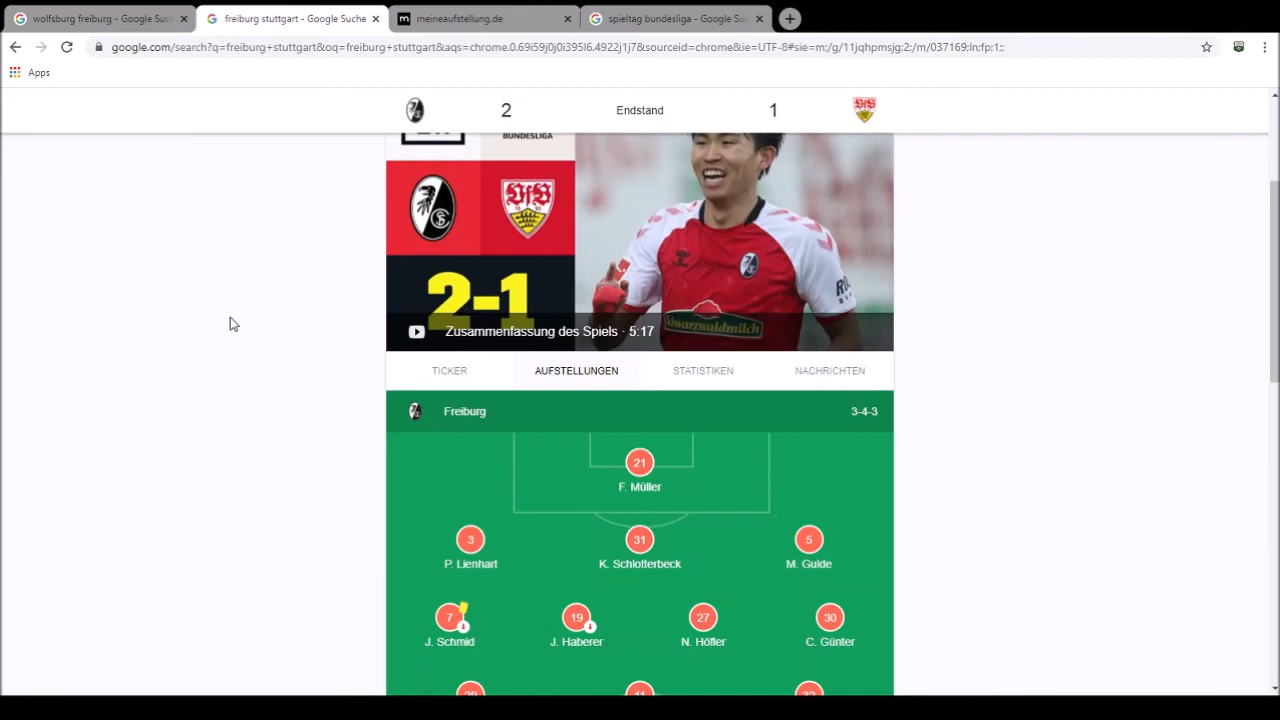 wolfsburg freiburg - Google Such
freiburg stuttgart - Google Suche
meineaufstellung.de
spieltag bundesliga - Google Su
google.com/search?q=freiburg+stuttgart&oq=freiburg+stuttgart&aqs=chrome.0.69i59j0j0i395l6.4922j1j7&sourceid=chrome&ie=UTF-8#sie=m;/g/11jqhpmsjg;2;/m/037169;ln;fp;1;;
Apps
2 Endstand 1
BUNDESLIGA
2-1
Schwarzwaldmilch
Zusammenfassung des Spiels · 5:17
TICKER AUFSTELLUNGEN STATISTIKEN NACHRICHTEN
Freiburg 3-4-3
21
F. Müller
3 31 5
P. Lienhart K. Schlotterbeck M. Gulde
7 19 27 30
J. Schmid J. Haberer N. Höfler C. Günter